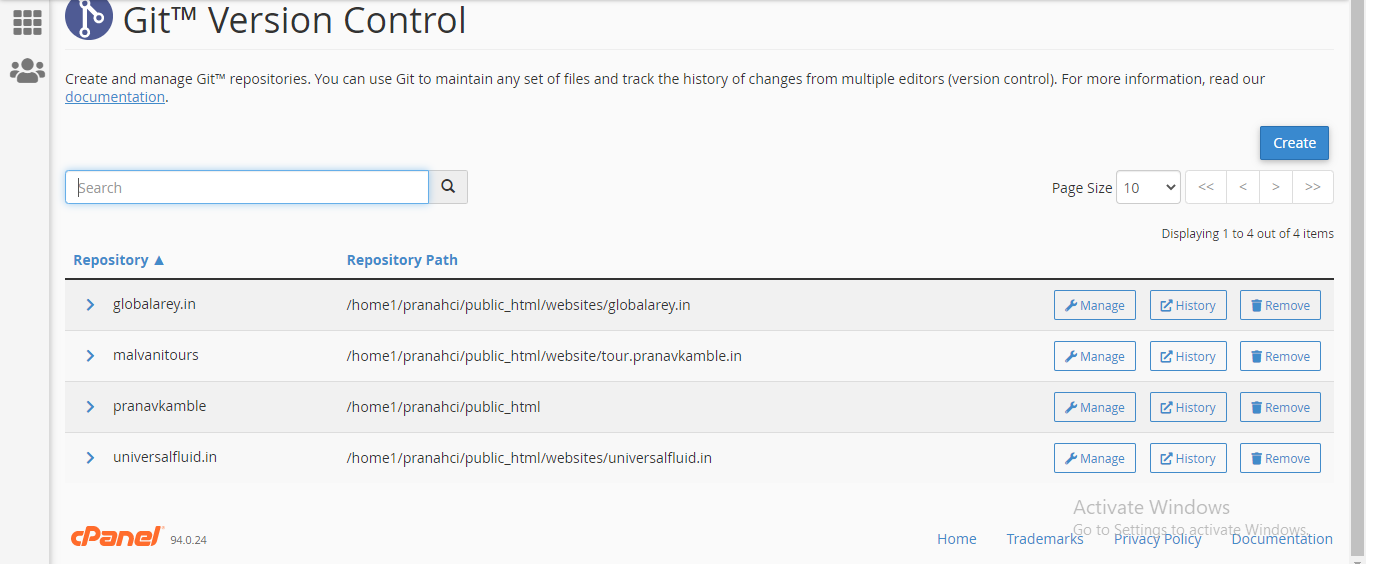 Git™ Version Control
Create and manage Git™ repositories. You can use Git to maintain any set of files and track the history of changes from multiple editors (version control). For more information, read our
documentation.
Create
Search
Page Size 10 << < > >>
Displaying 1 to 4 out of 4 items
Repository ▲ Repository Path
globalarey.in /home1/pranahci/public_html/websites/globalarey.in Manage History Remove
malvanitours /home1/pranahci/public_html/website/tour.pranavkamble.in Manage History Remove
pranavkamble /home1/pranahci/public_html Manage History Remove
universalfluid.in /home1/pranahci/public_html/websites/universalfluid.in Manage History Remove
Activate Windows
Go to Settings to activate Windows.
cPanel 94.0.24 Home Trademarks Privacy Policy Documentation